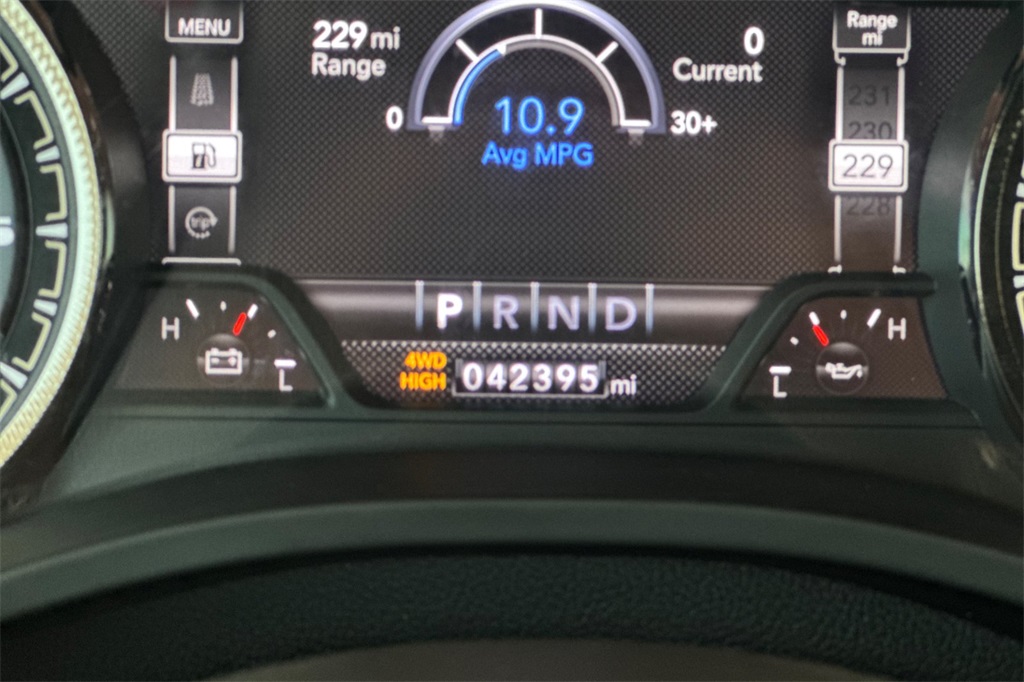 MENU
229 mi
Range
0
10.9
Avg MPG
30+
0
Current
Range
mi
231
230
229
228
trip
P R N D
H
L
4WD
HIGH
042395 mi
L
H